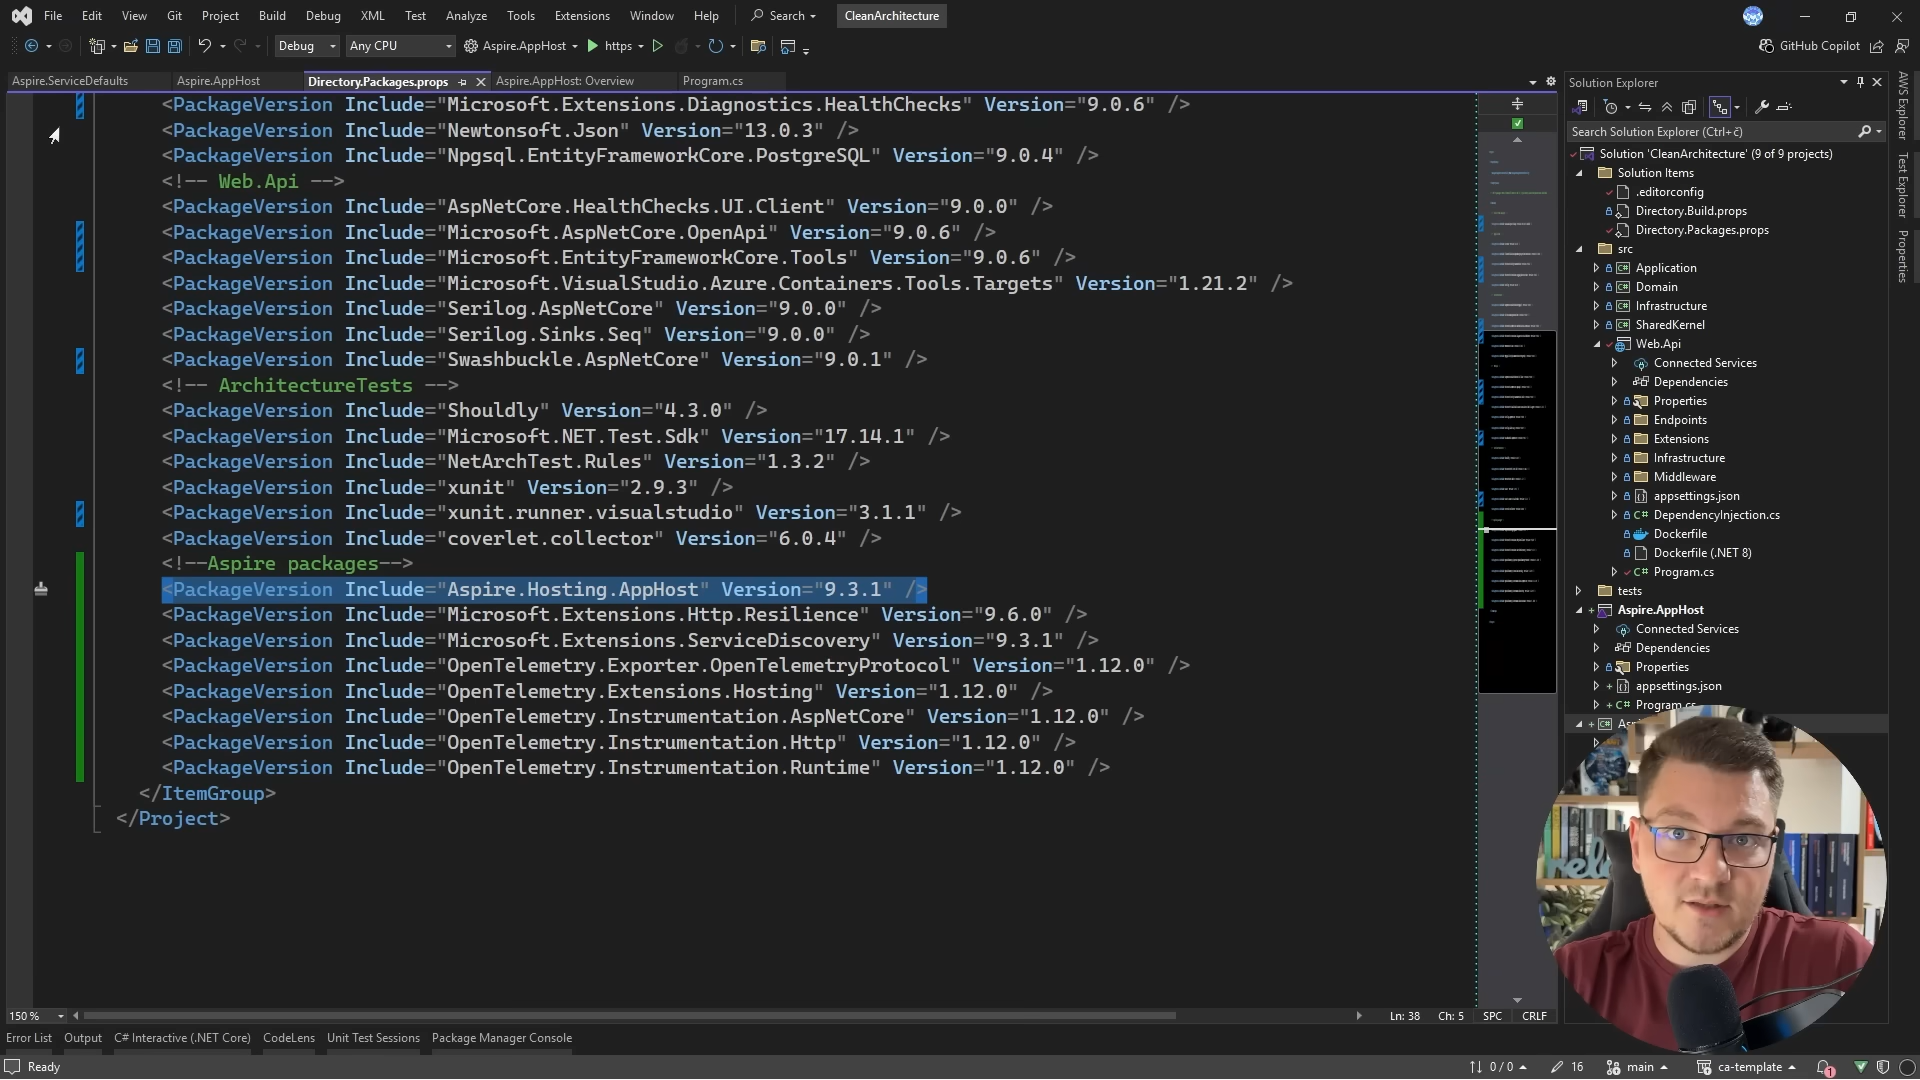 File Edit View Git Project Build Debug XML Test Analyze Tools Extensions Window Help Search CleanArchitecture
Debug Any CPU Aspire.AppHost https GitHub Copilot
Aspire.ServiceDefaults Aspire.AppHost Directory.Packages.props Aspire.AppHost: Overview Program.cs
<PackageVersion Include="Microsoft.Extensions.Diagnostics.HealthChecks" Version="9.0.6" />
<PackageVersion Include="Newtonsoft.Json" Version="13.0.3" />
<PackageVersion Include="Npgsql.EntityFrameworkCore.PostgreSQL" Version="9.0.4" />
<!-- Web.Api -->
<PackageVersion Include="AspNetCore.HealthChecks.UI.Client" Version="9.0.0" />
<PackageVersion Include="Microsoft.AspNetCore.OpenApi" Version="9.0.6" />
<PackageVersion Include="Microsoft.EntityFrameworkCore.Tools" Version="9.0.6" />
<PackageVersion Include="Microsoft.VisualStudio.Azure.Containers.Tools.Targets" Version="1.21.2" />
<PackageVersion Include="Serilog.AspNetCore" Version="9.0.0" />
<PackageVersion Include="Serilog.Sinks.Seq" Version="9.0.0" />
<PackageVersion Include="Swashbuckle.AspNetCore" Version="9.0.1" />
<!-- ArchitectureTests -->
<PackageVersion Include="Shouldly" Version="4.3.0" />
<PackageVersion Include="Microsoft.NET.Test.Sdk" Version="17.14.1" />
<PackageVersion Include="NetArchTest.Rules" Version="1.3.2" />
<PackageVersion Include="xunit" Version="2.9.3" />
<PackageVersion Include="xunit.runner.visualstudio" Version="3.1.1" />
<PackageVersion Include="coverlet.collector" Version="6.0.4" />
<!--Aspire packages-->
<PackageVersion Include="Aspire.Hosting.AppHost" Version="9.3.1" />
<PackageVersion Include="Microsoft.Extensions.Http.Resilience" Version="9.6.0" />
<PackageVersion Include="Microsoft.Extensions.ServiceDiscovery" Version="9.3.1" />
<PackageVersion Include="OpenTelemetry.Exporter.OpenTelemetryProtocol" Version="1.12.0" />
<PackageVersion Include="OpenTelemetry.Extensions.Hosting" Version="1.12.0" />
<PackageVersion Include="OpenTelemetry.Instrumentation.AspNetCore" Version="1.12.0" />
<PackageVersion Include="OpenTelemetry.Instrumentation.Http" Version="1.12.0" />
<PackageVersion Include="OpenTelemetry.Instrumentation.Runtime" Version="1.12.0" />
</ItemGroup>
</Project>
Solution Explorer
Search Solution Explorer (Ctrl+č)
Solution 'CleanArchitecture' (9 of 9 projects)
Solution Items
.editorconfig
Directory.Build.props
Directory.Packages.props
src
Application
Domain
Infrastructure
SharedKernel
Web.Api
Connected Services
Dependencies
Properties
Endpoints
Extensions
Infrastructure
Middleware
appsettings.json
DependencyInjection.cs
Dockerfile
Dockerfile (.NET 8)
Program.cs
tests
Aspire.AppHost
Connected Services
Dependencies
Properties
appsettings.json
Program.cs
AWS Explorer
Test Explorer
Properties
150 % Ln: 38 Ch: 5 SPC CRLF
Error List Output C# Interactive (.NET Core) CodeLens Unit Test Sessions Package Manager Console
Ready 0 / 0 16 main ca-template 1